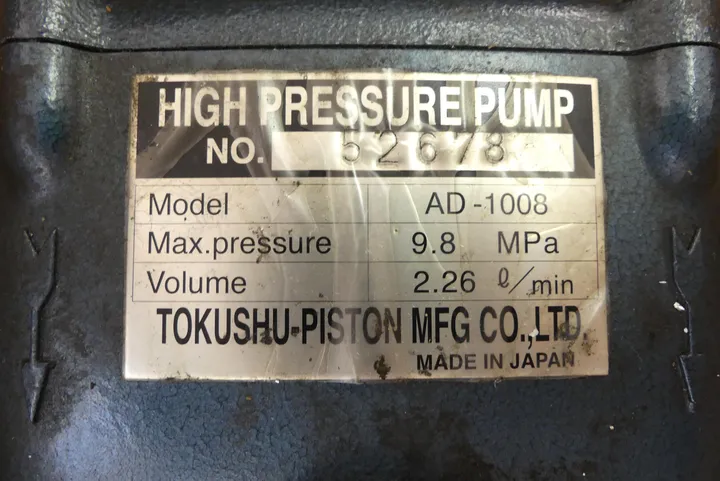 HIGH PRESSURE PUMP
NO. 52678
Model AD-1008
Max.pressure 9.8 MPa
Volume 2.26 ℓ/min
TOKUSHU-PISTON MFG CO.,LTD.
MADE IN JAPAN